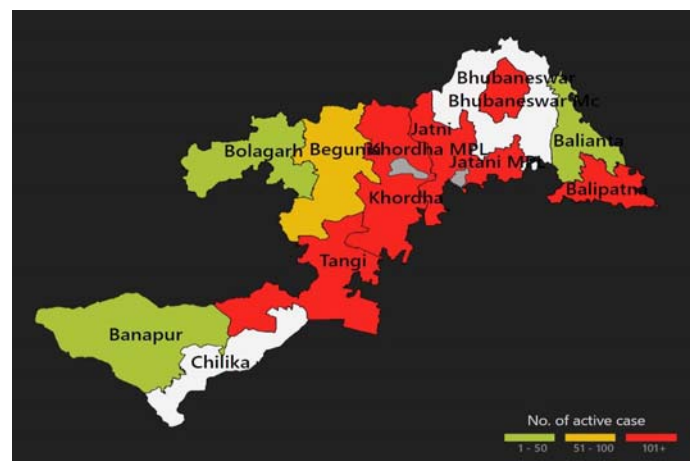 Bhubaneswar
Bhubaneswar Mc
Jatni
Balianta
Bolagarh
Begunia
Khordha MPL
Jatani MPL
Balipatna
Khordha
Tangi
Banapur
Chilika
No. of active case
1 - 50
51 - 100
101+